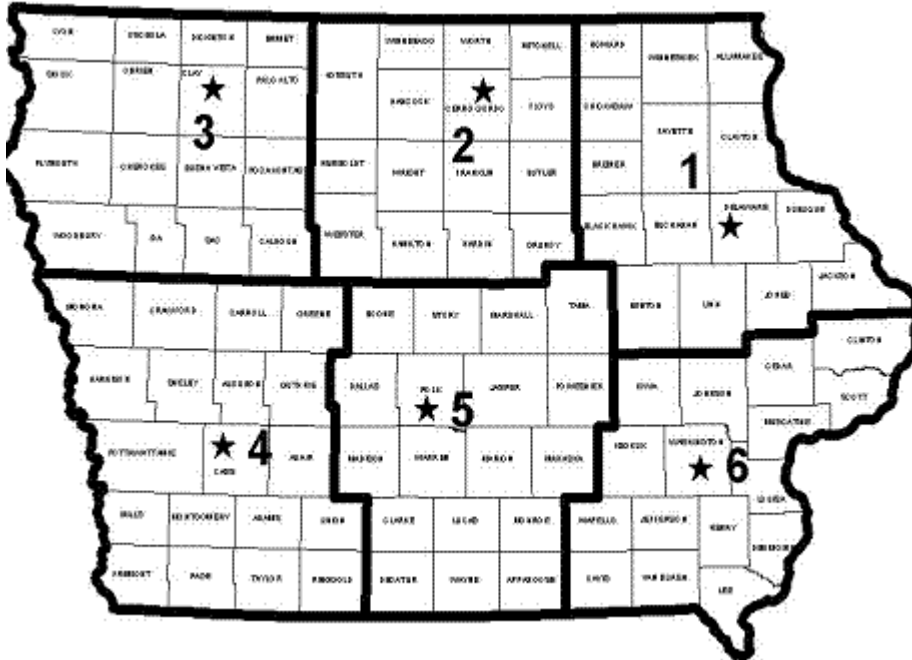 LYON OSCEOLA DICKINSON EMMET WINNEBAGO WORTH MITCHELL HOWARD WINNESHIEK ALLAMAKEE
SIOUX O'BRIEN CLAY PALO ALTO KOSSUTH HANCOCK CERRO GORDO FLOYD CHICKASAW
3 2 1
FAYETTE CLAYTON
PLYMOUTH CHEROKEE BUENA VISTA POCAHONTAS HUMBOLDT WRIGHT FRANKLIN BUTLER BREMER
WOODBURY IDA SAC CALHOUN WEBSTER HAMILTON HARDIN GRUNDY BLACK HAWK BUCHANAN DELAWARE DUBUQUE
MONONA CRAWFORD CARROLL GREENE BOONE STORY MARSHALL TAMA BENTON LINN JONES JACKSON
HARRISON SHELBY AUDUBON GUTHRIE DALLAS POLK JASPER POWESHIEK IOWA JOHNSON CEDAR CLINTON
SCOTT
MUSCATINE
4 5 6
POTTAWATTAMIE CASS ADAIR MADISON WARREN MARION MAHASKA KEOKUK WASHINGTON
LOUISA
MILLS MONTGOMERY ADAMS UNION CLARKE LUCAS MONROE WAPELLO JEFFERSON HENRY
FREMONT PAGE TAYLOR RINGGOLD DECATUR WAYNE APPANOOSE DAVIS VAN BUREN LEE